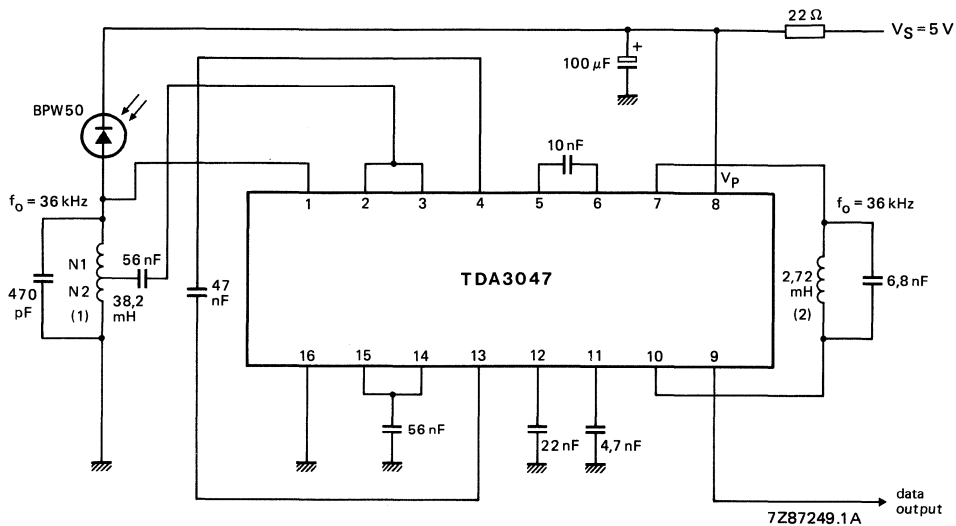 22 Ω
V_S = 5 V
+
100 μF
BPW50
10 nF
V_P
1 2 3 4 5 6 7 8
f_o = 36 kHz
f_o = 36 kHz
N1
56 nF
TDA3047
47 nF
2,72 mH
(2)
6,8 nF
470 pF
N2
(1)
38,2 mH
16 15 14 13 12 11 10 9
56 nF
22 nF
4,7 nF
data output
7Z87249.1A